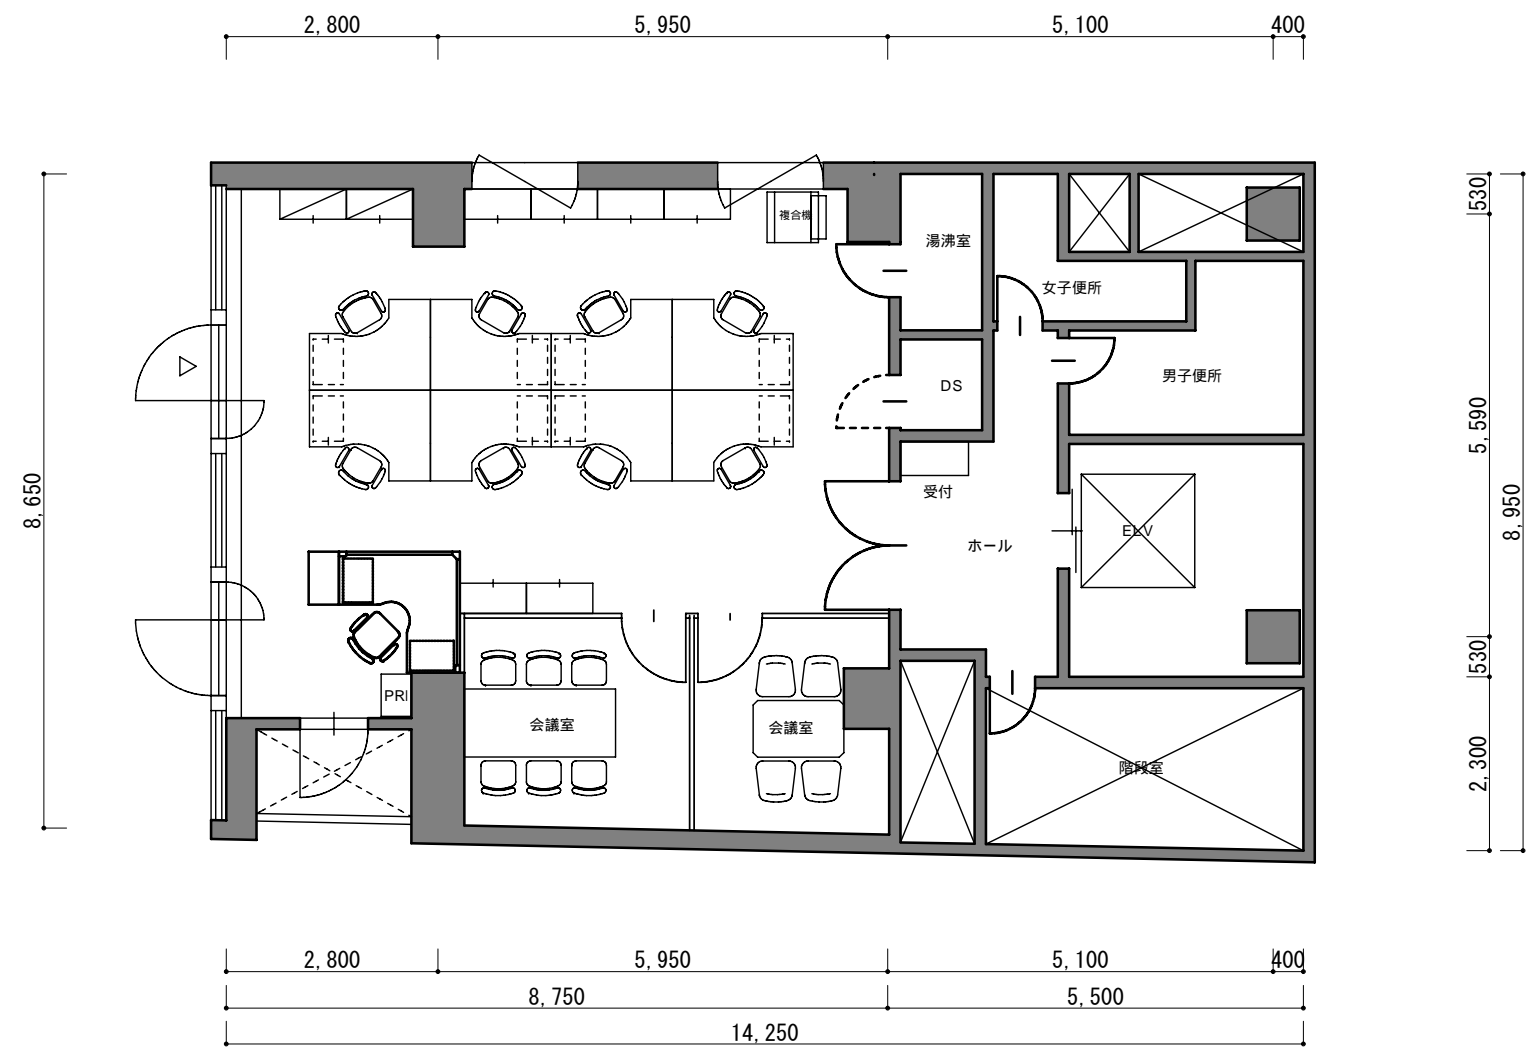 2,800
5,950
5,100
400
530
5,590
530
2,300
8,950
8,650
複合機
湯沸室
女子便所
DS
男子便所
受付
ホール
ELV
PRI
会議室
会議室
階段室
2,800
5,950
5,100
400
8,750
5,500
14,250